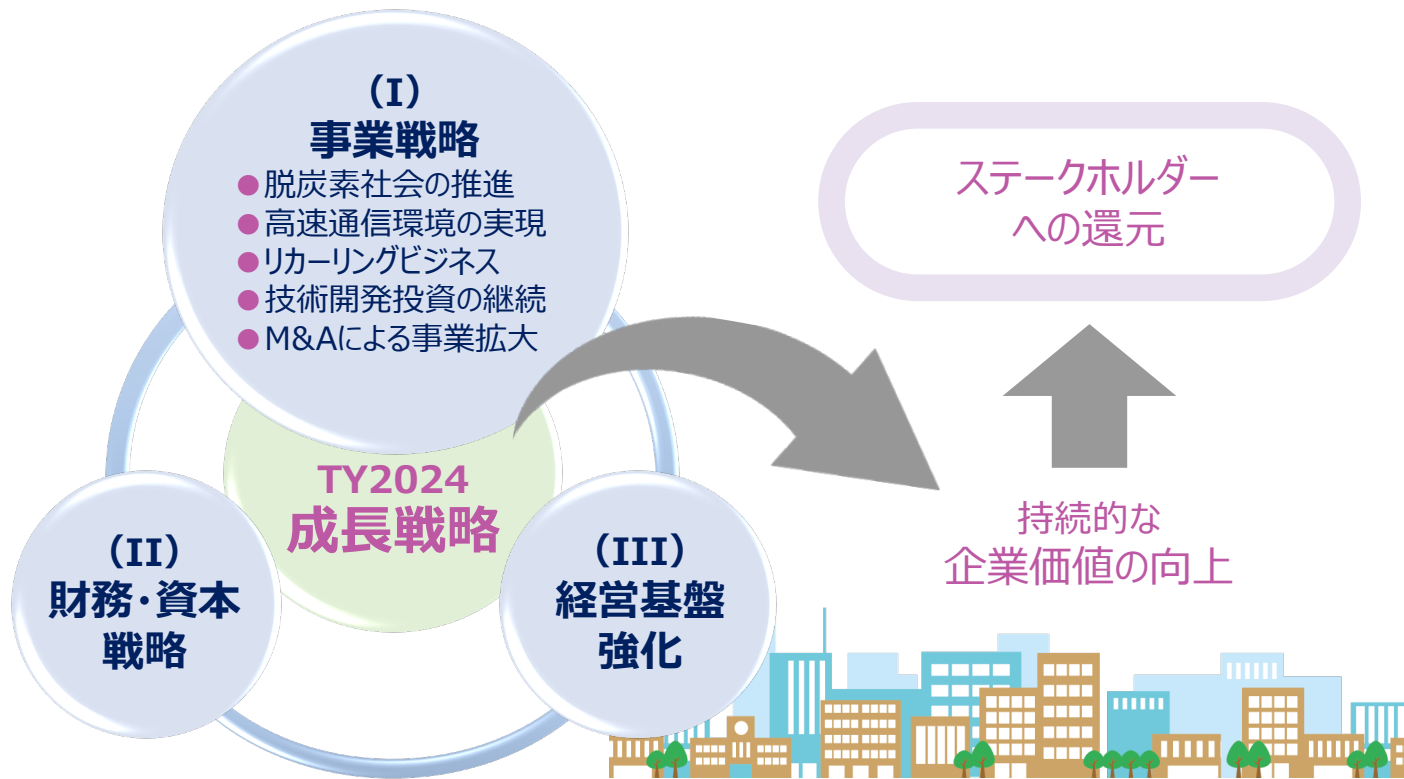 (I)
事業戦略
●脱炭素社会の推進
●高速通信環境の実現
●リカーリングビジネス
●技術開発投資の継続
●M&Aによる事業拡大
TY2024
成長戦略
(II)
財務・資本
戦略
(III)
経営基盤
強化
ステークホルダー
への還元
持続的な
企業価値の向上